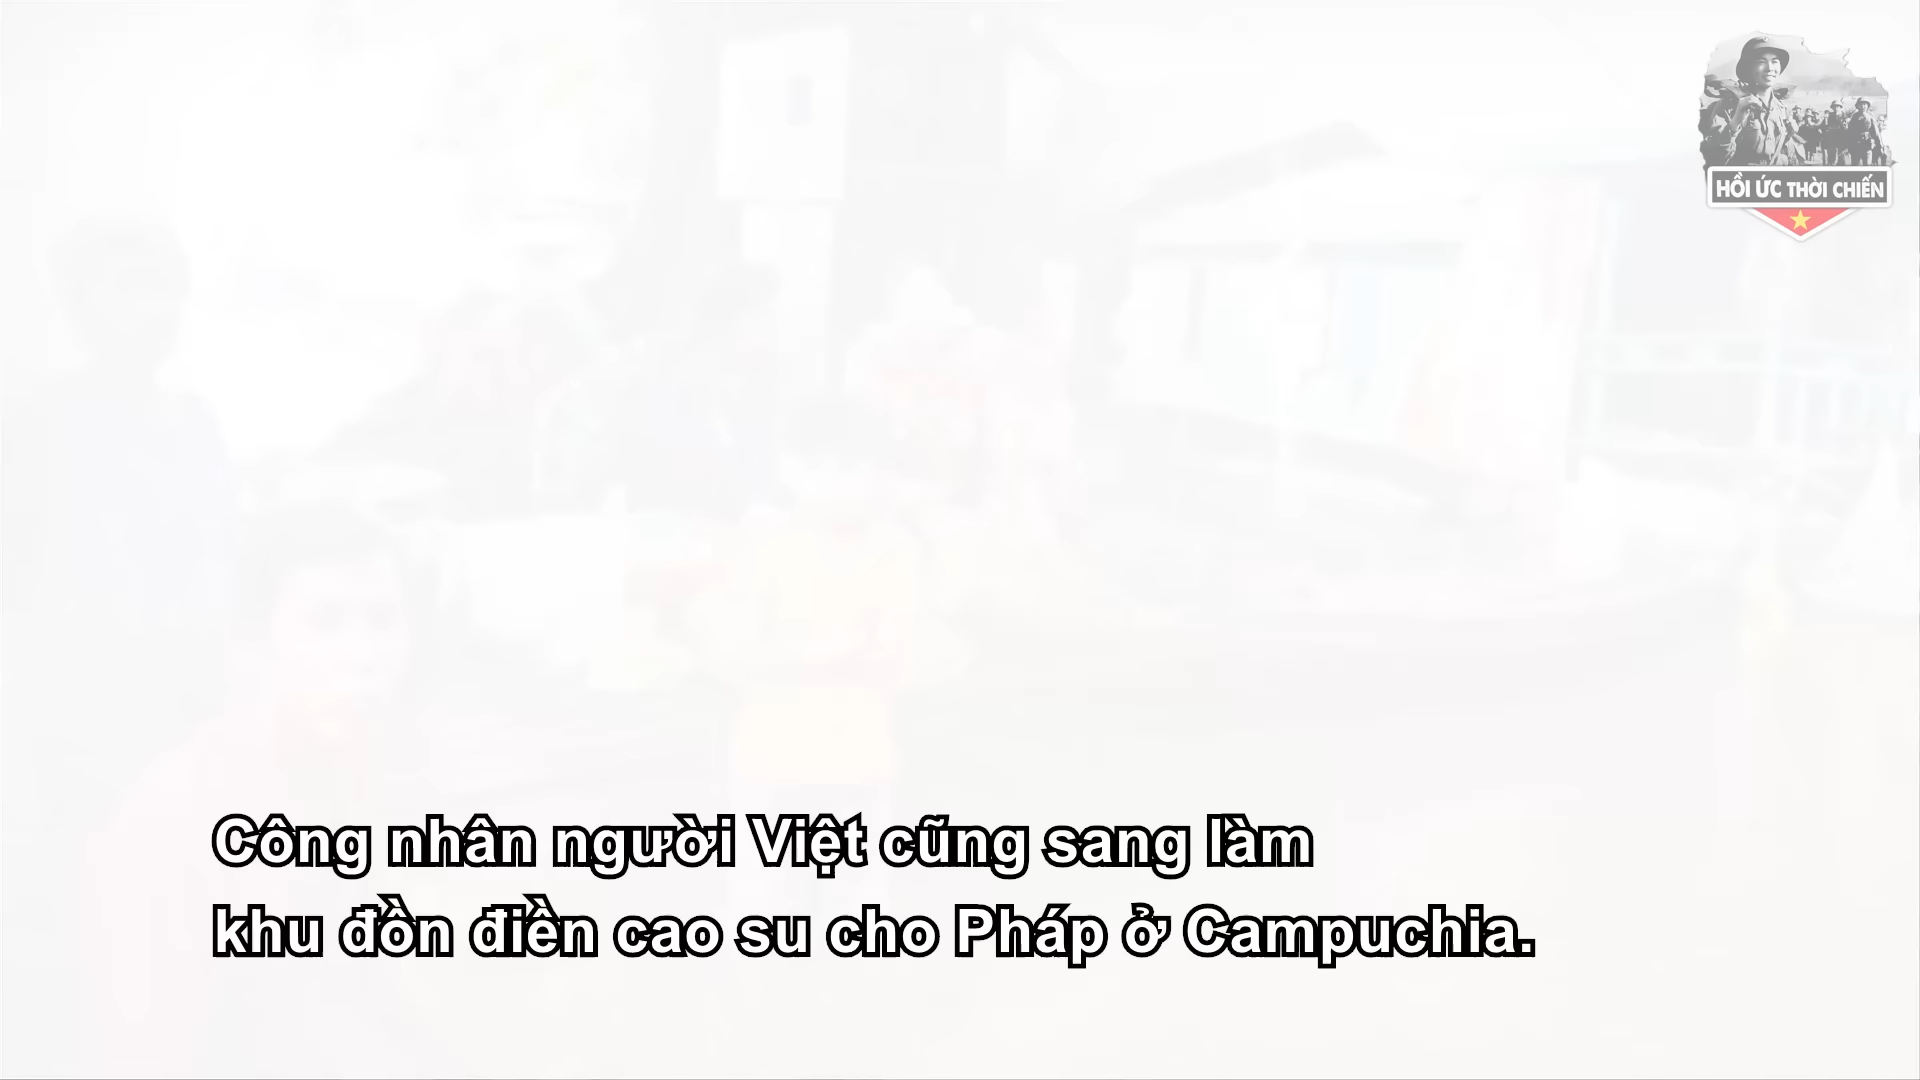 HỒI ỨC THỜI CHIẾN
Công nhân người Việt cũng sang làm
khu đồn điền cao su cho Pháp ở Campuchia.